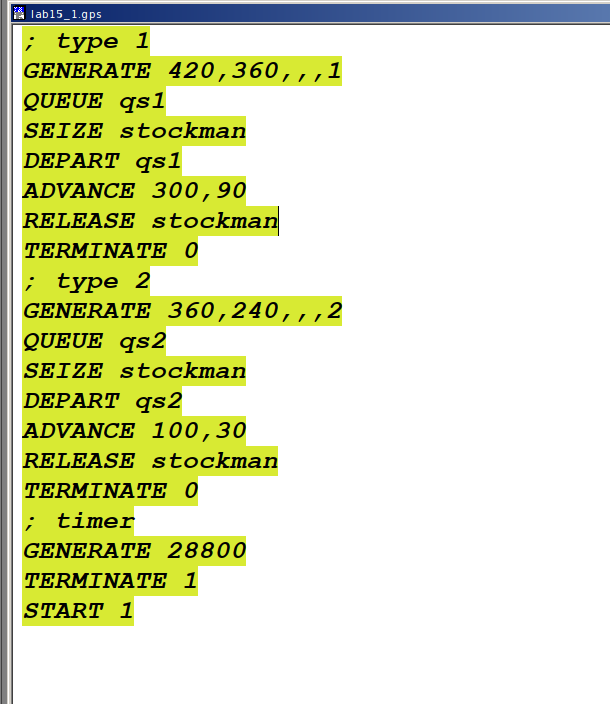 lab15_1.gps
; type 1
GENERATE 420,360,,,1
QUEUE qs1
SEIZE stockman
DEPART qs1
ADVANCE 300,90
RELEASE stockman
TERMINATE 0
; type 2
GENERATE 360,240,,,2
QUEUE qs2
SEIZE stockman
DEPART qs2
ADVANCE 100,30
RELEASE stockman
TERMINATE 0
; timer
GENERATE 28800
TERMINATE 1
START 1